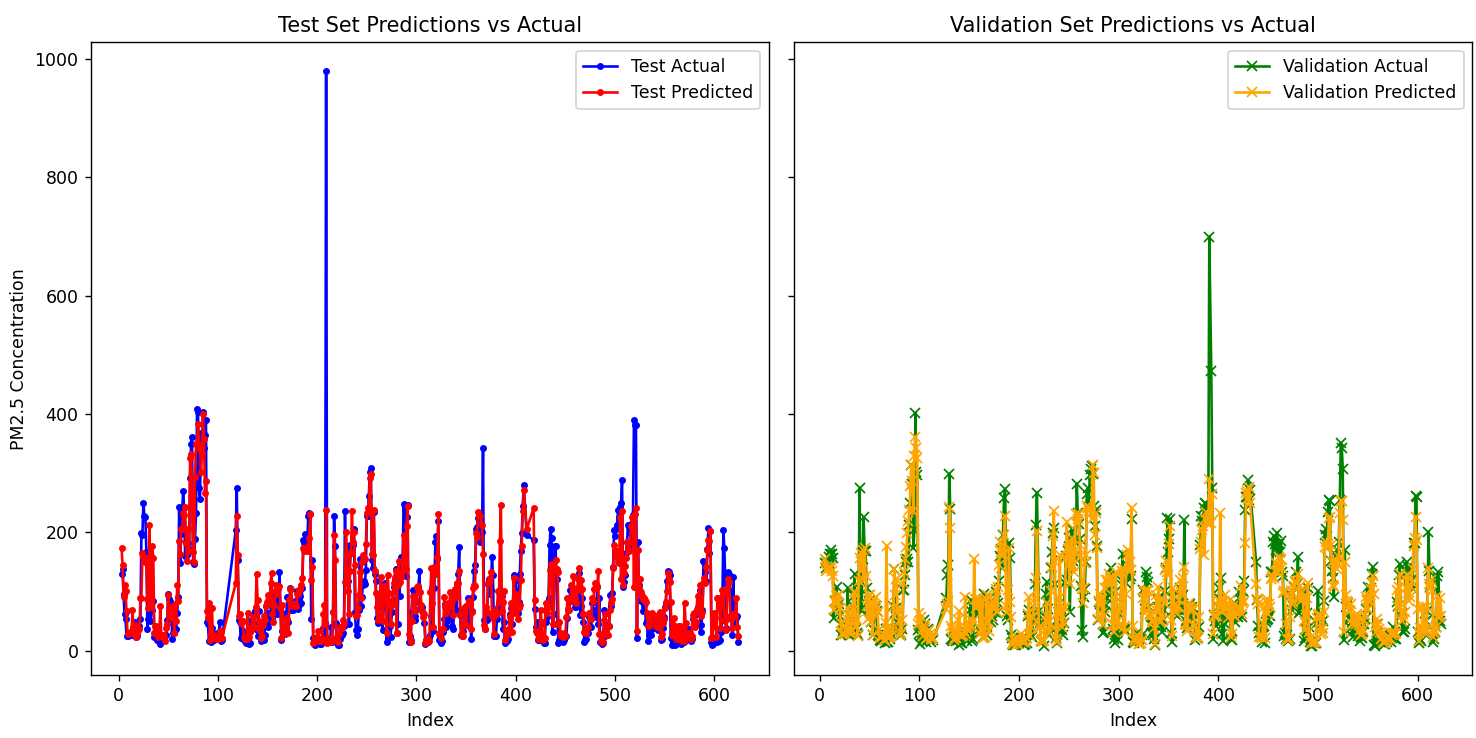 Test Set Predictions vs Actual
PM2.5 Concentration
1000
800
600
400
200
0
0 100 200 300 400 500 600
Index
Test Actual
Test Predicted
Validation Set Predictions vs Actual
0 100 200 300 400 500 600
Index
Validation Actual
Validation Predicted